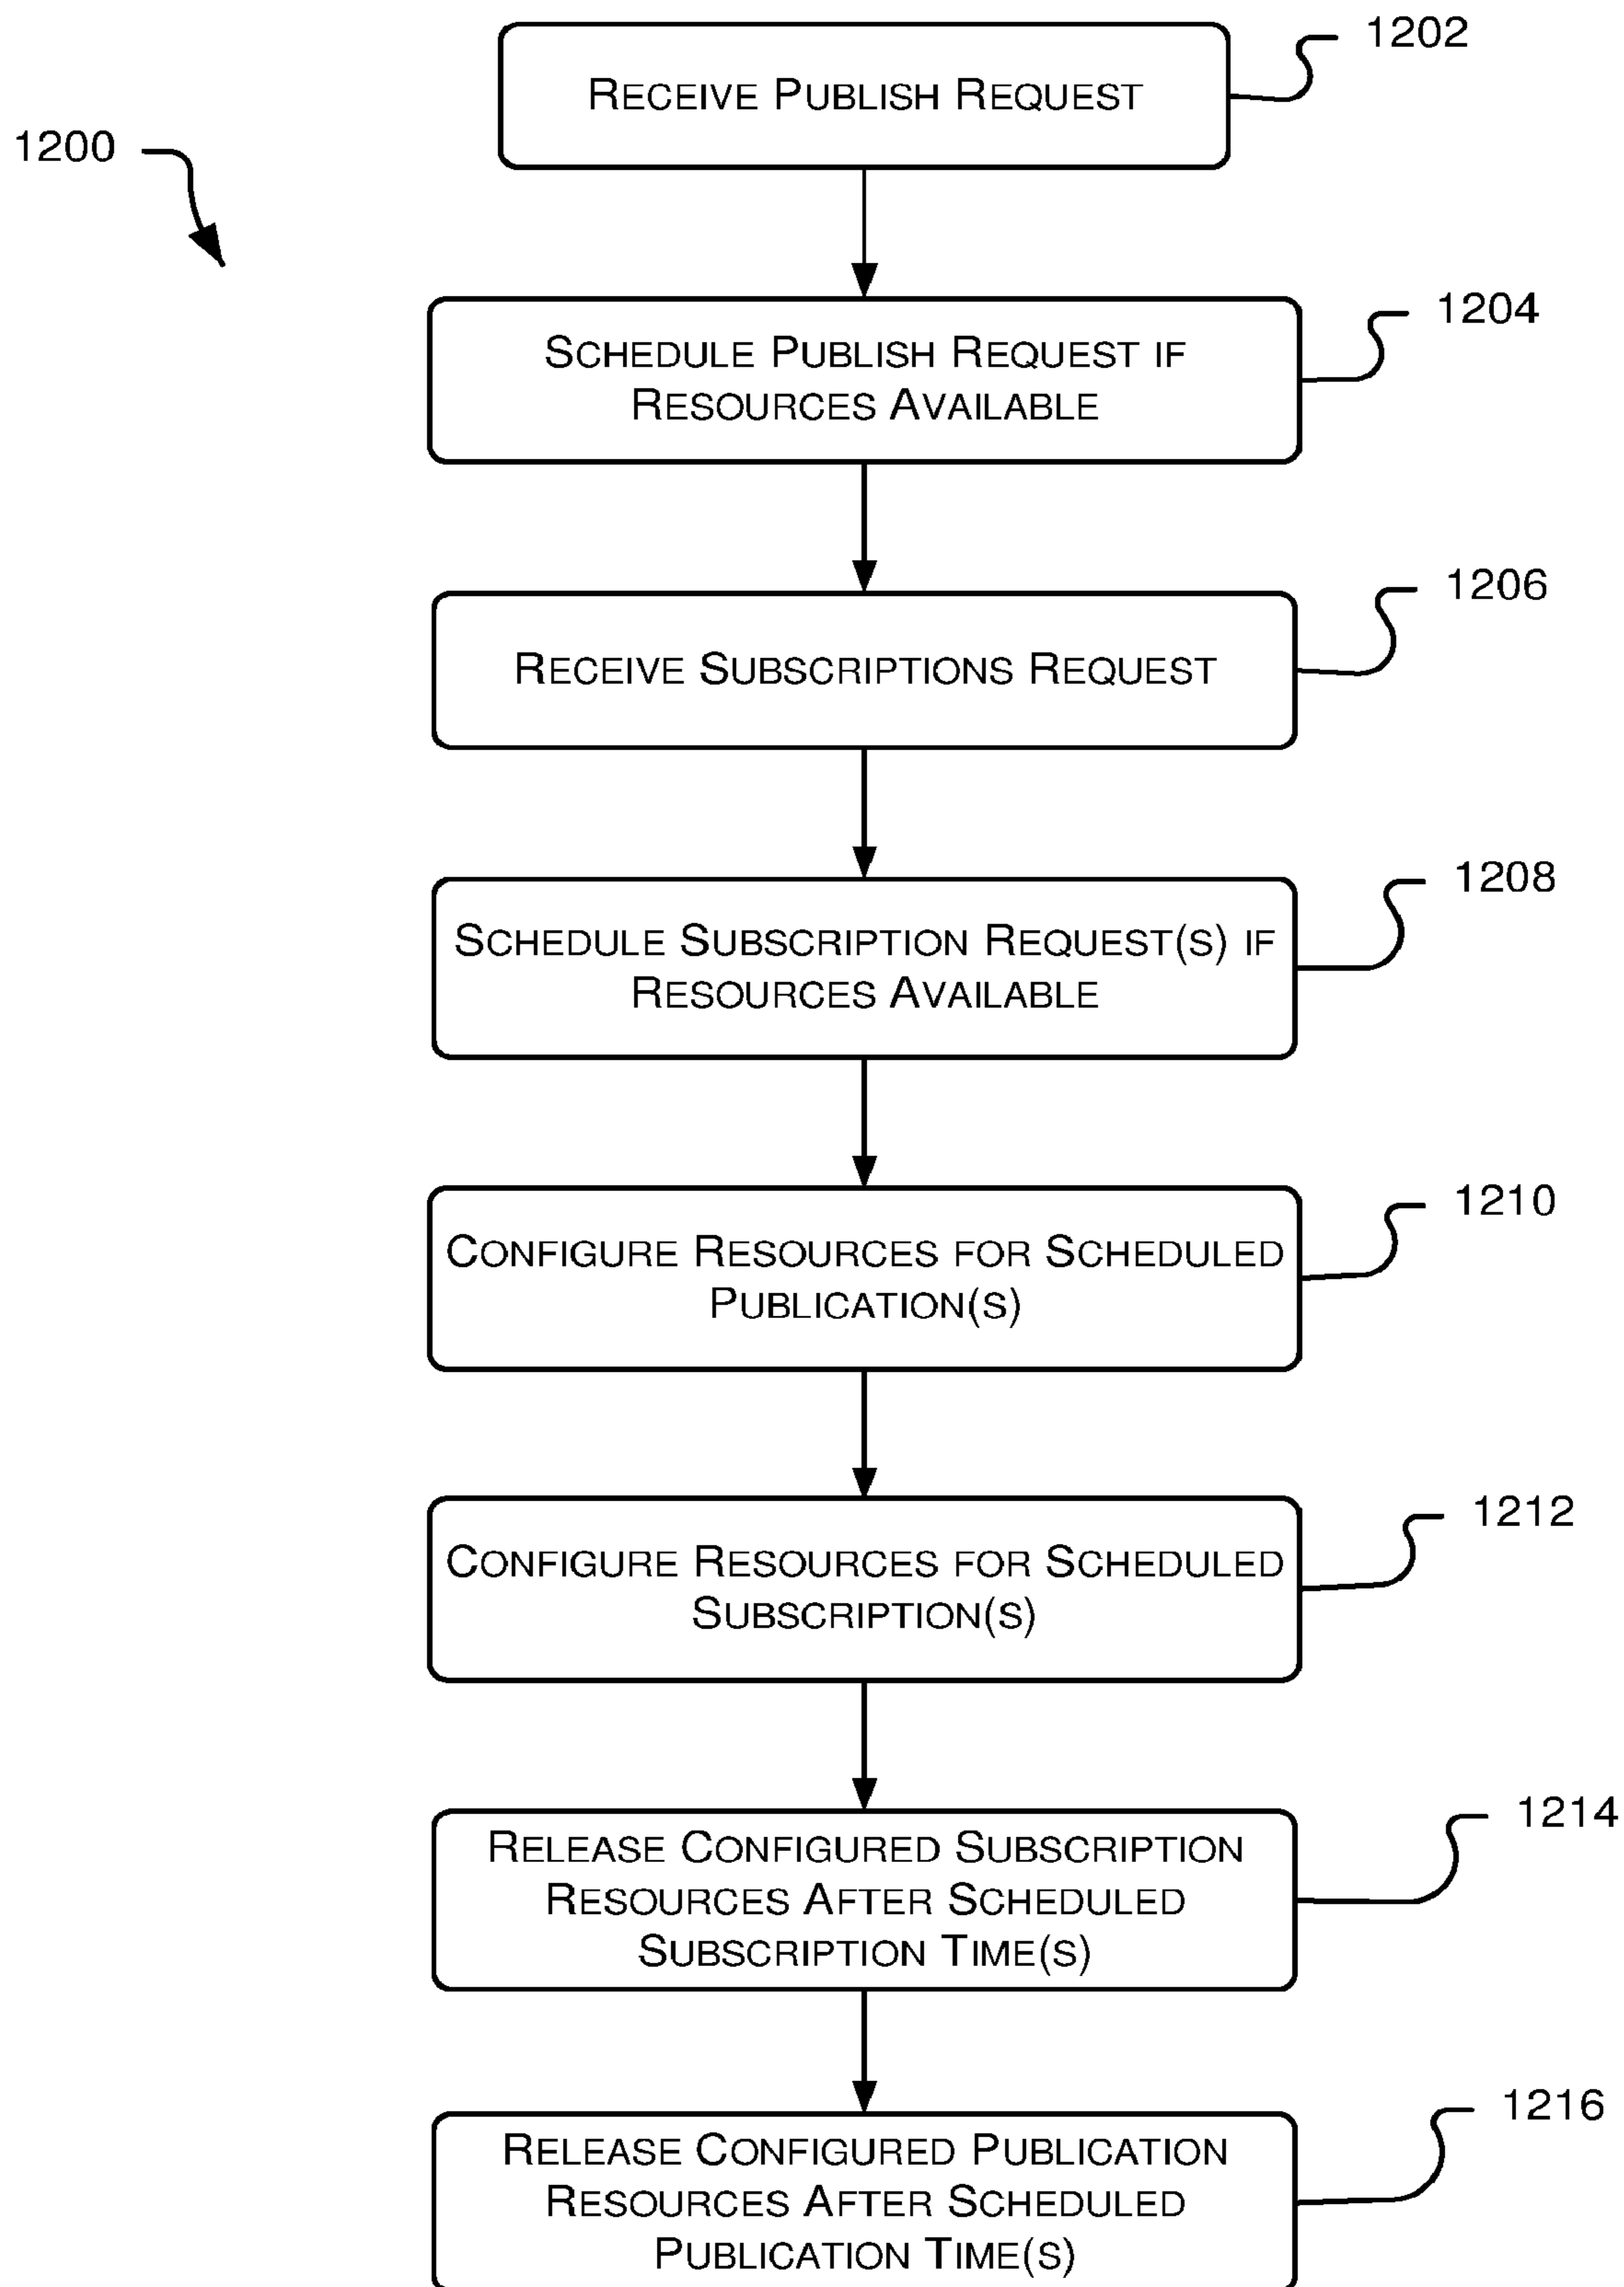 1202
RECEIVE PUBLISH REQUEST
1200
1204
SCHEDULE PUBLISH REQUEST IF
RESOURCES AVAILABLE
1206
RECEIVE SUBSCRIPTIONS REQUEST
1208
SCHEDULE SUBSCRIPTION REQUEST(S) IF
RESOURCES AVAILABLE
1210
CONFIGURE RESOURCES FOR SCHEDULED
PUBLICATION(S)
1212
CONFIGURE RESOURCES FOR SCHEDULED
SUBSCRIPTION(S)
1214
RELEASE CONFIGURED SUBSCRIPTION
RESOURCES AFTER SCHEDULED
SUBSCRIPTION TIME(S)
1216
RELEASE CONFIGURED PUBLICATION
RESOURCES AFTER SCHEDULED
PUBLICATION TIME(S)